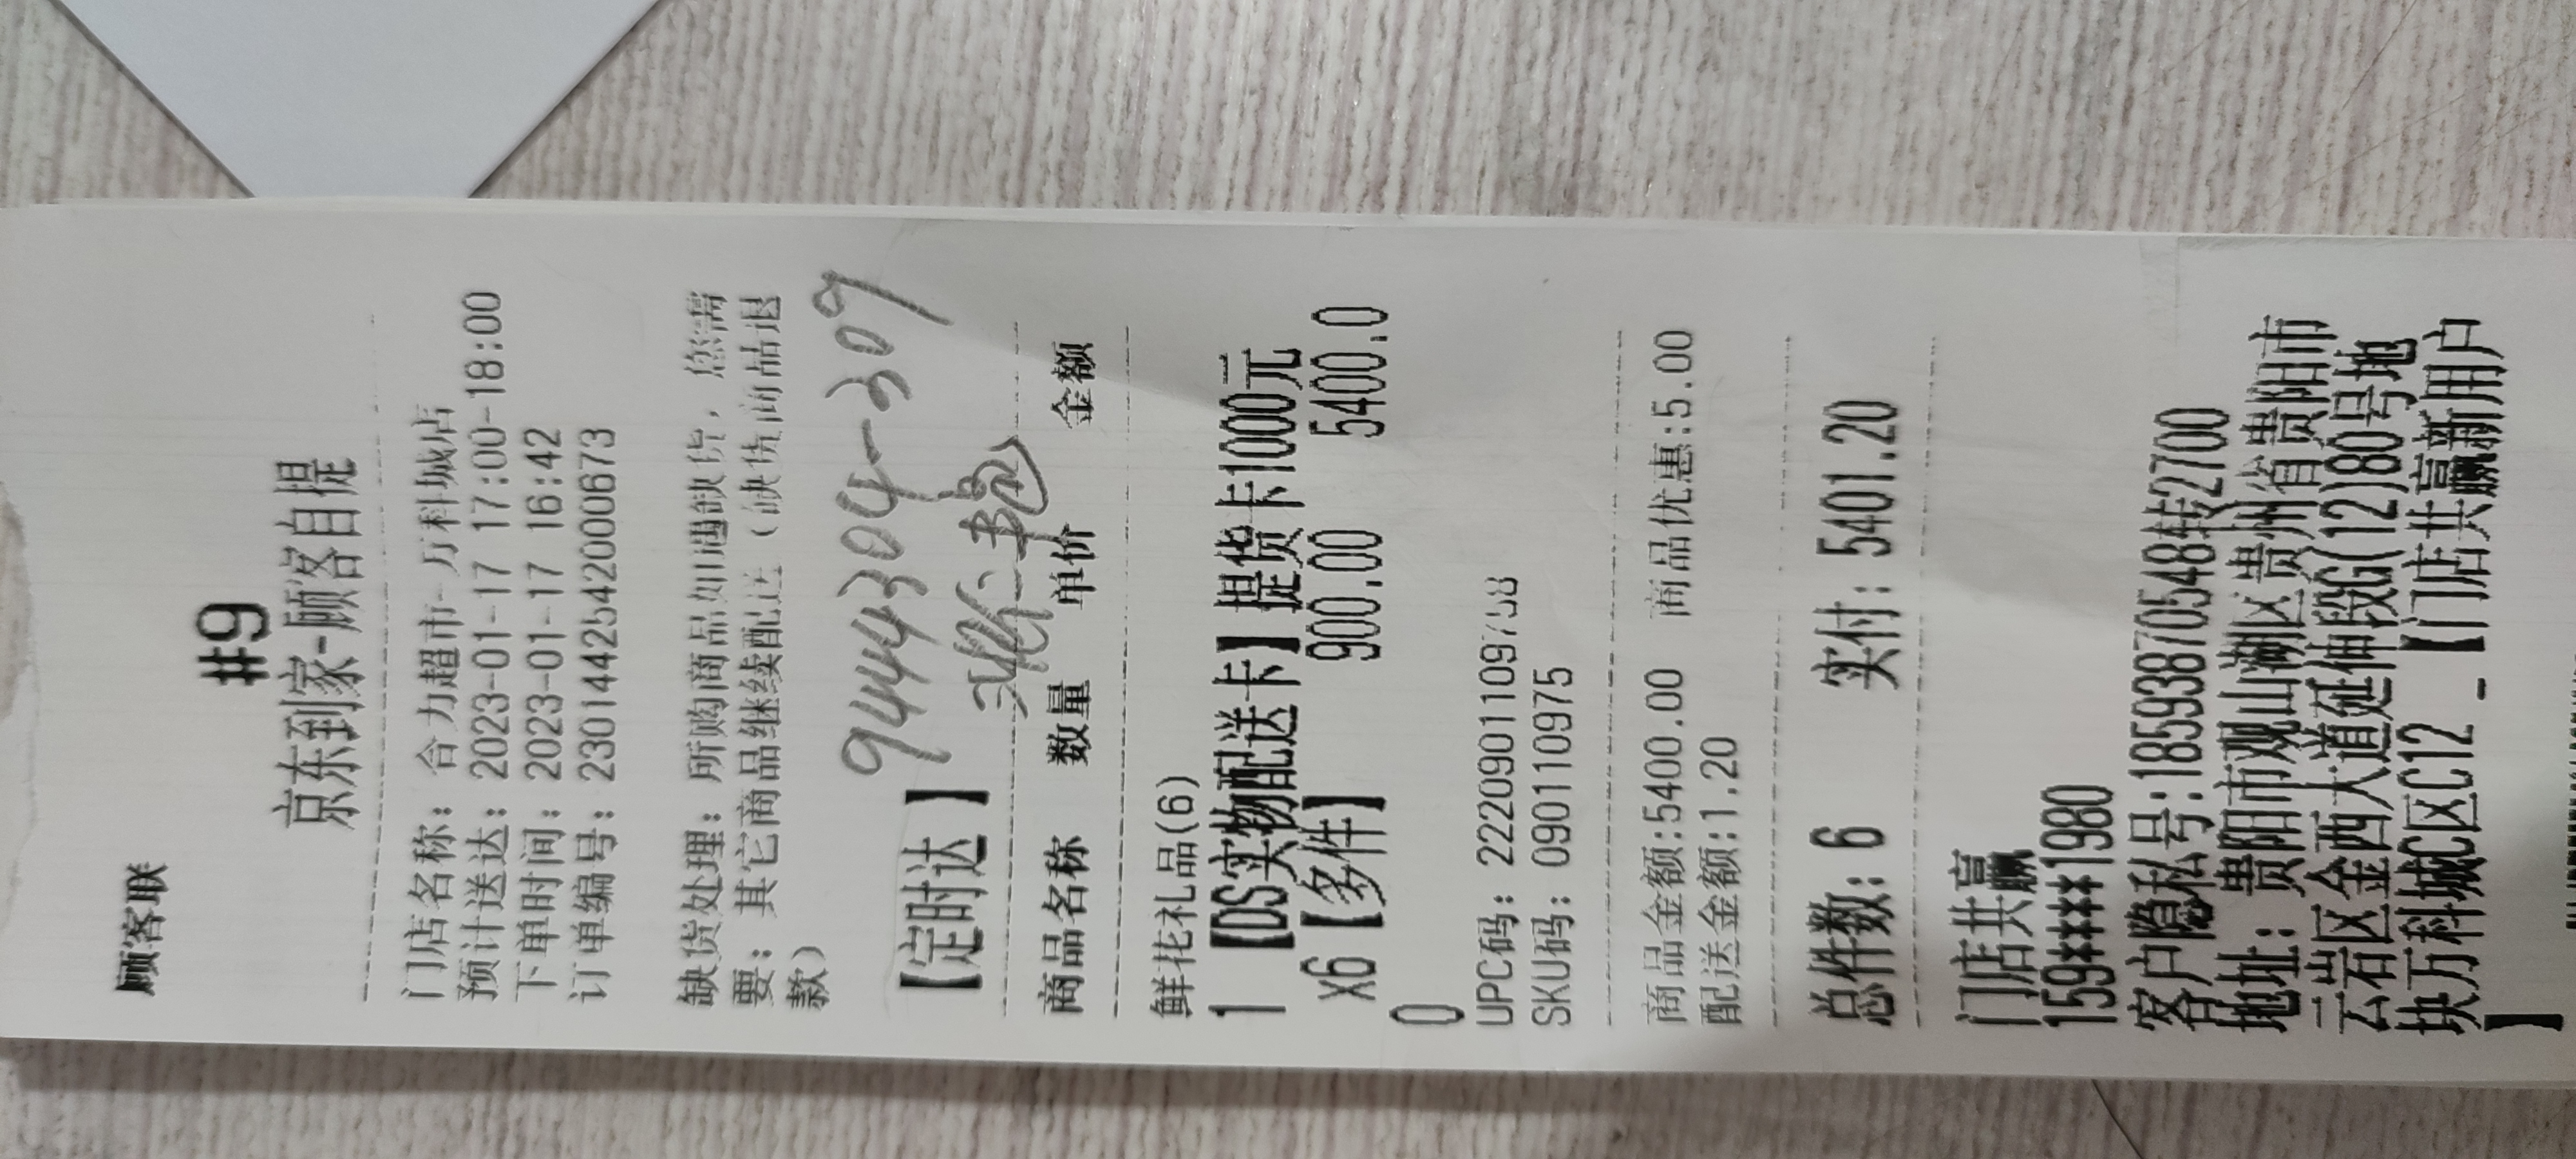 顾客联
#9
京东到家-顾客自提
门店名称: 合力超市-万科城店
预计送达: 2023-01-17 17:00-18:00
下单时间: 2023-01-17 16:42
订单编号: 2301442542000673
缺货处理: 所购商品如遇缺货, 您需
要: 其它商品继续配送 (缺货商品退
款)
9444304-307
【定时达】
商品名称 数量 单价 金额
鲜花礼品(6)
1 【DS实物配送卡】提货卡1000元
x6【多件】 900.00 5400.0
0
UPC码: 2220901109758
SKU码: 090110975
商品金额:5400.00 商品优惠:5.00
配送金额:1.20
总件数: 6 实付: 5401.20
门店共赢
159****1980
客户隐私号:18593870548转2700
地址: 贵阳市观山湖区贵州省贵阳市
云岩区金西大道延伸段G(12)80号地
块万科城C区C12 _ 【门店共赢新用户
】